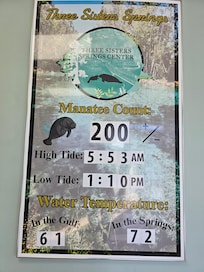 Three Sisters Springs
THREE SISTERS
SPRINGS CENTER
Manatee Count:
200 /
High Tide: 5:53 AM
Low Tide: 1:10 PM
Water Temperature:
In the Gulf: In the Springs:
61 72